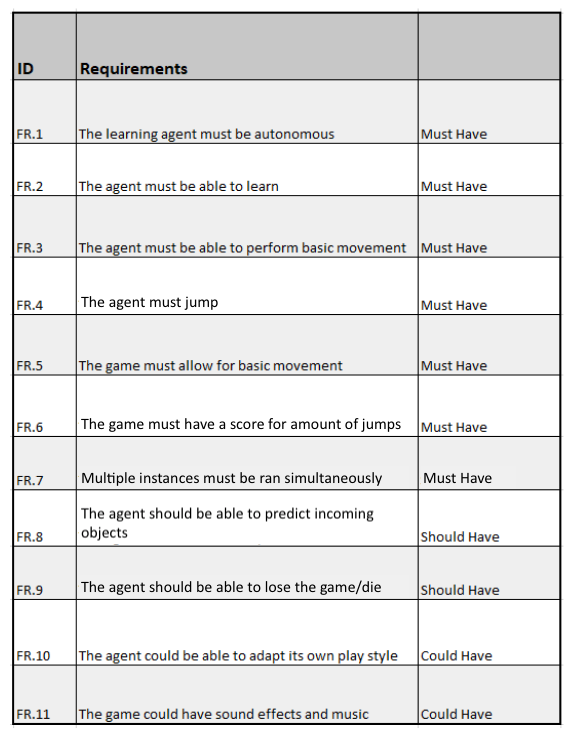 ID Requirements
FR.1 The learning agent must be autonomous Must Have
FR.2 The agent must be able to learn Must Have
FR.3 The agent must be able to perform basic movement Must Have
FR.4 The agent must jump Must Have
FR.5 The game must allow for basic movement Must Have
FR.6 The game must have a score for amount of jumps Must Have
FR.7 Multiple instances must be ran simultaneously Must Have
The agent should be able to predict incoming
FR.8 objects Should Have
FR.9 The agent should be able to lose the game/die Should Have
FR.10 The agent could be able to adapt its own play style Could Have
FR.11 The game could have sound effects and music Could Have